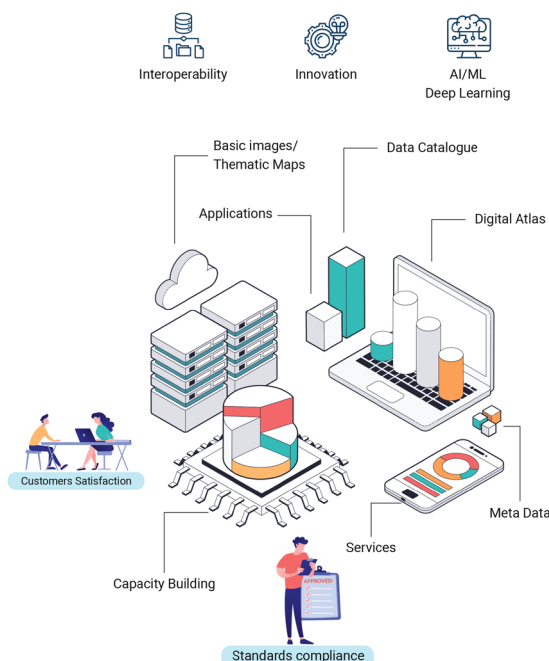 Interoperability
Innovation
AI/ML
Deep Learning
Basic images/
Thematic Maps
Data Catalogue
Applications
Digital Atlas
Customers Satisfaction
Meta Data
Services
Capacity Building
APPROVED:
Standards compliance